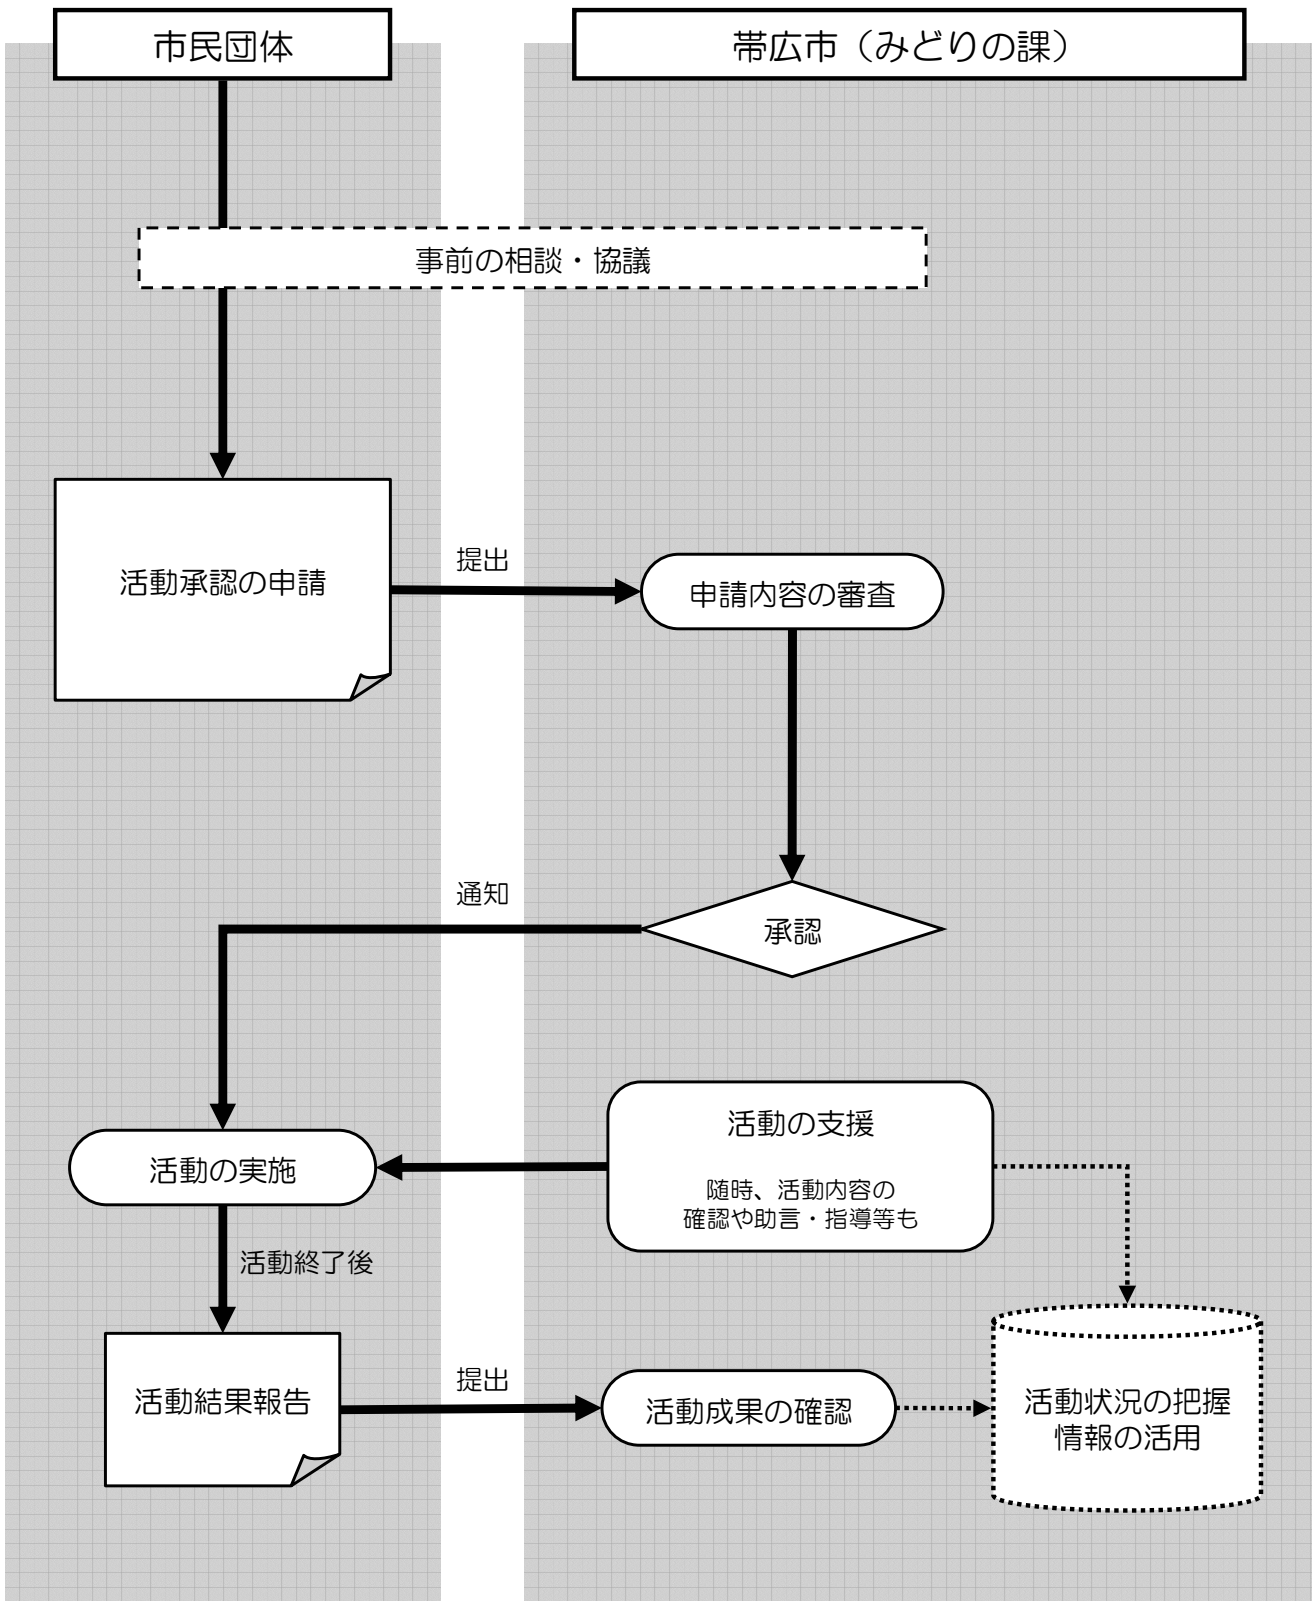 市民団体
帯広市（みどりの課）
事前の相談・協議
活動承認の申請
提出
申請内容の審査
通知
承認
活動の支援
随時、活動内容の
確認や助言・指導等も
活動の実施
活動終了後
活動結果報告
提出
活動成果の確認
活動状況の把握
情報の活用